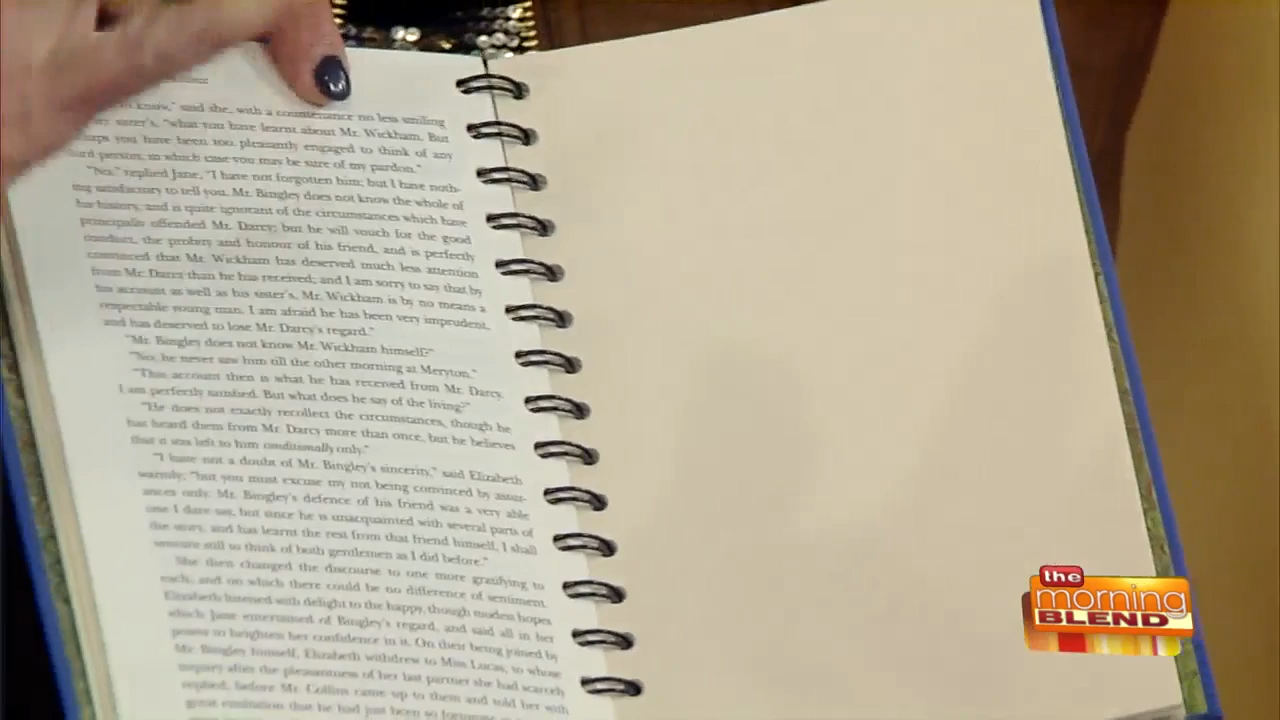 know," said she, with a countenance no less smiling
sister's, "what you have learnt about Mr. Wickham. But
you have been too pleasantly engaged to think of any
third person, in which case you may be sure of my pardon."
"No," replied Jane, "I have not forgotten him; but I have noth-
ing satisfactory to tell you. Mr. Bingley does not know the whole of
his history, and is quite ignorant of the circumstances which have
principally offended Mr. Darcy; but he will vouch for the good
conduct, the probity and honour of his friend, and is perfectly
convinced that Mr. Wickham has deserved much less attention
from Mr. Darcy than he has received; and I am sorry to say that by
his account as well as his sister's, Mr. Wickham is by no means a
respectable young man. I am afraid he has been very imprudent,
and has deserved to lose Mr. Darcy's regard."
"Mr. Bingley does not know Mr. Wickham himself?"
"No; he never saw him till the other morning at Meryton."
"This account then is what he has received from Mr. Darcy.
I am perfectly satisfied. But what does he say of the living?"
"He does not exactly recollect the circumstances, though he
has heard them from Mr. Darcy more than once, but he believes
that it was left to him conditionally only."
"I have not a doubt of Mr. Bingley's sincerity," said Elizabeth
warmly; "but you must excuse my not being convinced by assur-
ances only. Mr. Bingley's defence of his friend was a very able
one I dare say, but since he is unacquainted with several parts of
the story, and has learnt the rest from that friend himself, I shall
venture still to think of both gentlemen as I did before."
She then changed the discourse to one more gratifying to
each, and on which there could be no difference of sentiment.
Elizabeth listened with delight to the happy, though modest hopes
which Jane entertained of Bingley's regard, and said all in her
power to heighten her confidence in it. On their being joined by
Mr. Bingley himself, Elizabeth withdrew to Miss Lucas; to whose
inquiry after the pleasantness of her last partner she had scarcely
replied, before Mr. Collins came up to them and told her with
great exultation that he had just been so fortunate
the
morning
BLEND